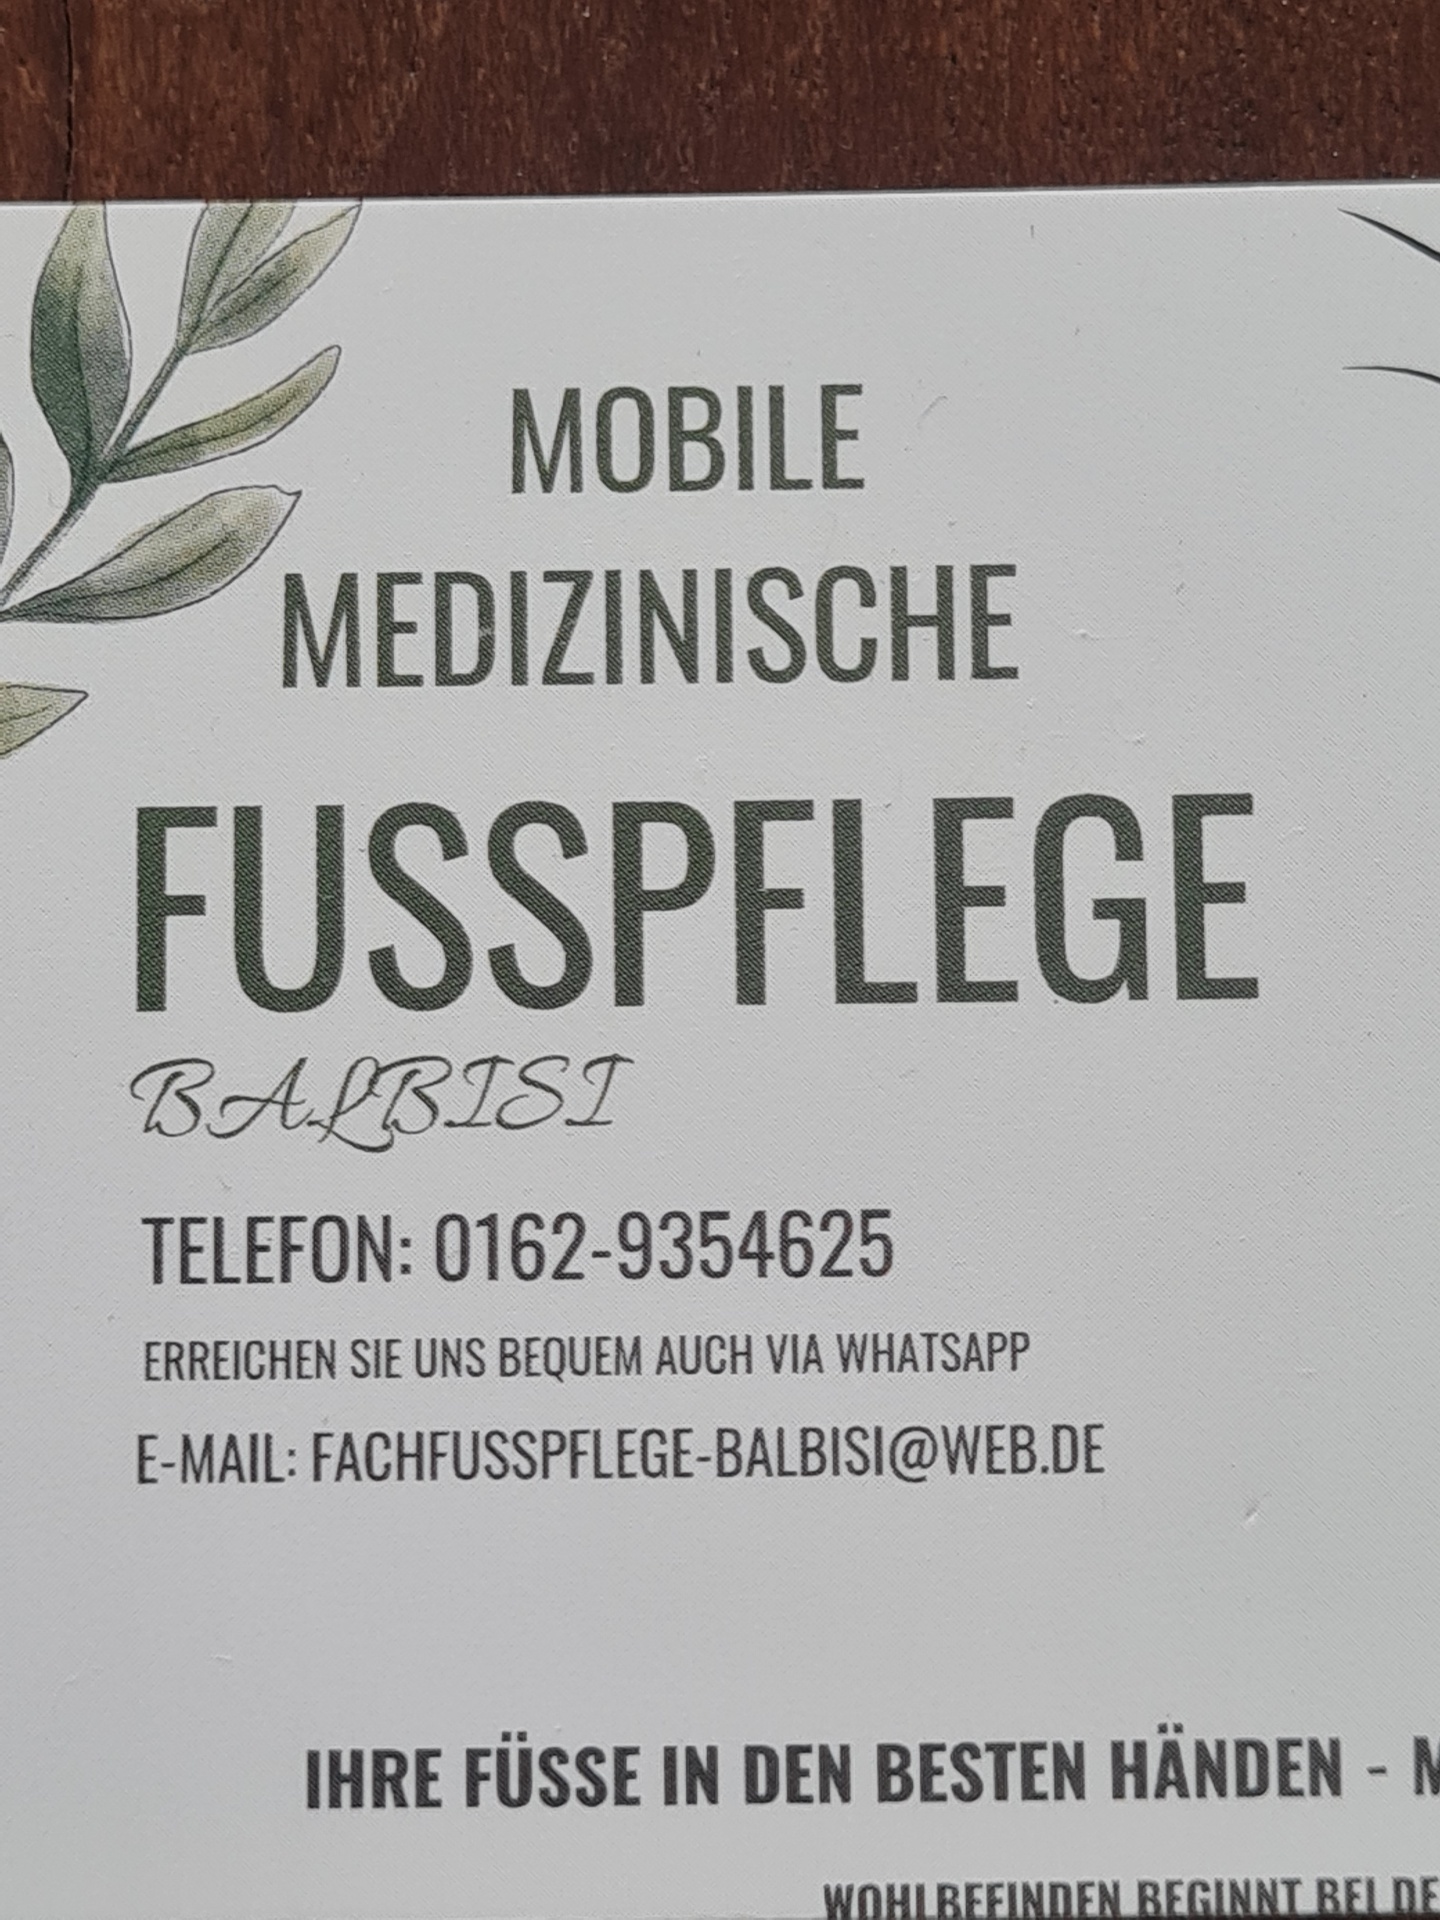 MOBILE
MEDIZINISCHE
FUSSPFLEGE
BALBISI
TELEFON: 0162-9354625
ERREICHEN SIE UNS BEQUEM AUCH VIA WHATSAPP
E-MAIL: FACHFUSSPFLEGE-BALBISI@WEB.DE
IHRE FÜSSE IN DEN BESTEN HÄNDEN -
WOHLBEFINDEN BEGINNT BEI